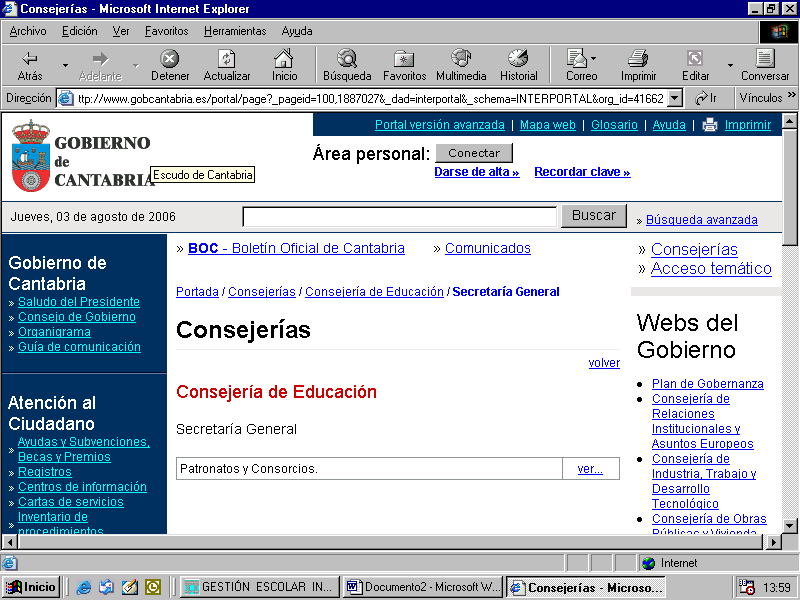 Consejerías - Microsoft Internet Explorer
Archivo Edición Ver Favoritos Herramientas Ayuda
Atrás Adelante Detener Actualizar Inicio Búsqueda Favoritos Multimedia Historial Correo Imprimir Editar Conversar
Dirección ttp://www.gobcantabria.es/portal/page?_pageid=100,1887027&_dad=interportal&_schema=INTERPORTAL&org_id=41662 Ir Vínculos »
Portal versión avanzada | Mapa web | Glosario | Ayuda | Imprimir
GOBIERNO
de
CANTABRIA
Escudo de Cantabria
Área personal: Conectar
Darse de alta » Recordar clave »
Jueves, 03 de agosto de 2006 Buscar » Búsqueda avanzada
Gobierno de
Cantabria
» Saludo del Presidente
» Consejo de Gobierno
» Organigrama
» Guía de comunicación
Atención al
Ciudadano
» Ayudas y Subvenciones,
Becas y Premios
» Registros
» Centros de información
» Cartas de servicios
» Inventario de
procedimientos
» BOC - Boletín Oficial de Cantabria » Comunicados
Portada / Consejerías / Consejería de Educación / Secretaría General
Consejerías
volver
Consejería de Educación
Secretaría General
Patronatos y Consorcios. ver...
» Consejerías
» Acceso temático
Webs del
Gobierno
• Plan de Gobernanza
• Consejería de
Relaciones
Institucionales y
Asuntos Europeos
• Consejería de
Industria, Trabajo y
Desarrollo
Tecnológico
• Consejería de Obras
Públicas y Vivienda
Internet
Inicio GESTIÓN ESCOLAR IN... Documento2 - Microsoft W... Consejerías - Microso... 13:59